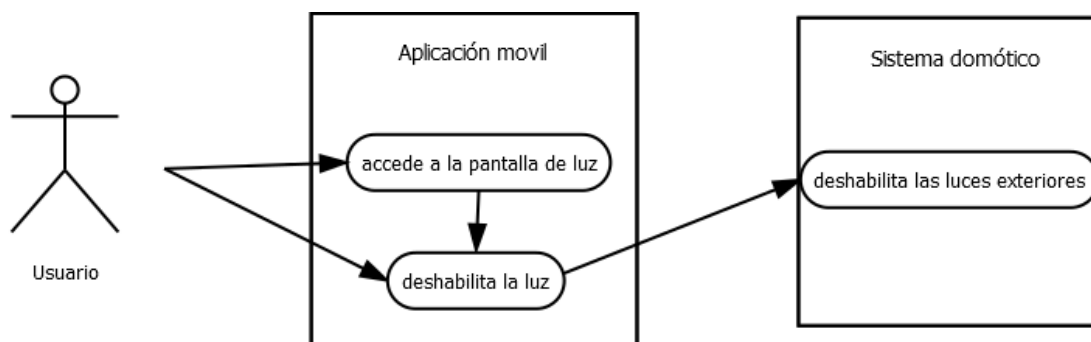 Aplicación movil
Sistema domótico
accede a la pantalla de luz
deshabilita las luces exteriores
deshabilita la luz
Usuario